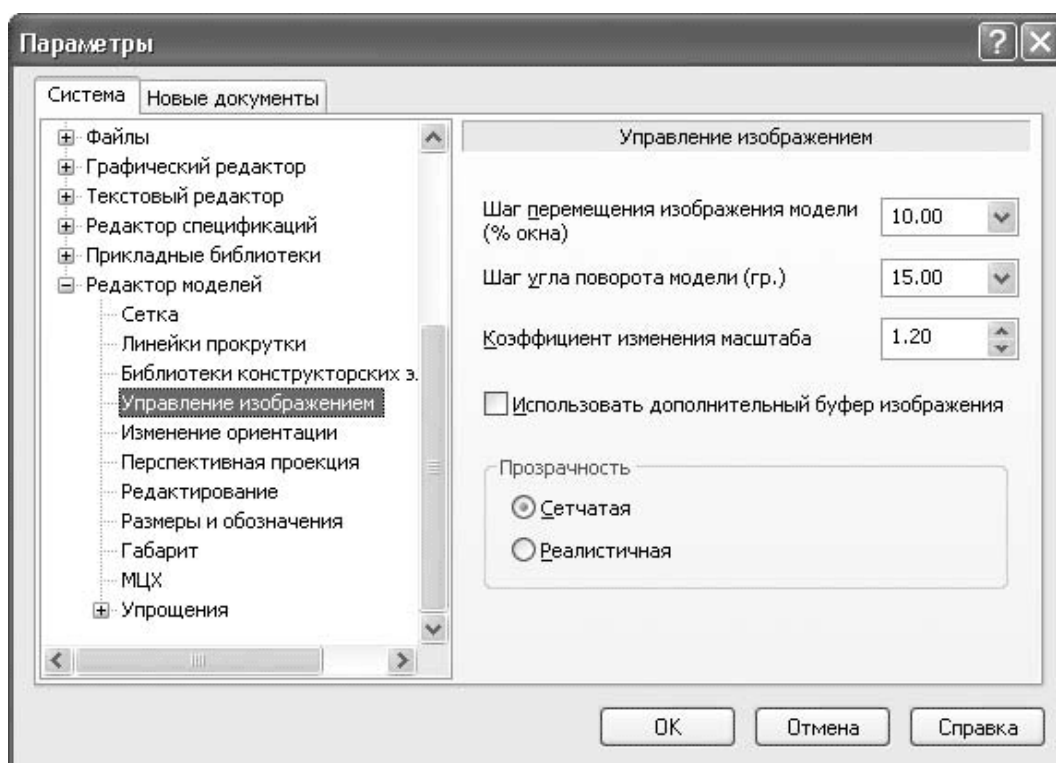 Параметры
Система
Новые документы
Файлы
Графический редактор
Текстовый редактор
Редактор спецификаций
Прикладные библиотеки
Редактор моделей
Сетка
Линейки прокрутки
Библиотеки конструкторских э.
Управление изображением
Изменение ориентации
Перспективная проекция
Редактирование
Размеры и обозначения
Габарит
МЦХ
Упрощения
Управление изображением
Шаг перемещения изображения модели
(% окна)
10.00
Шаг угла поворота модели (гр.)
15.00
Коэффициент изменения масштаба
1.20
Использовать дополнительный буфер изображения
Прозрачность
Сетчатая
Реалистичная
OK
Отмена
Справка